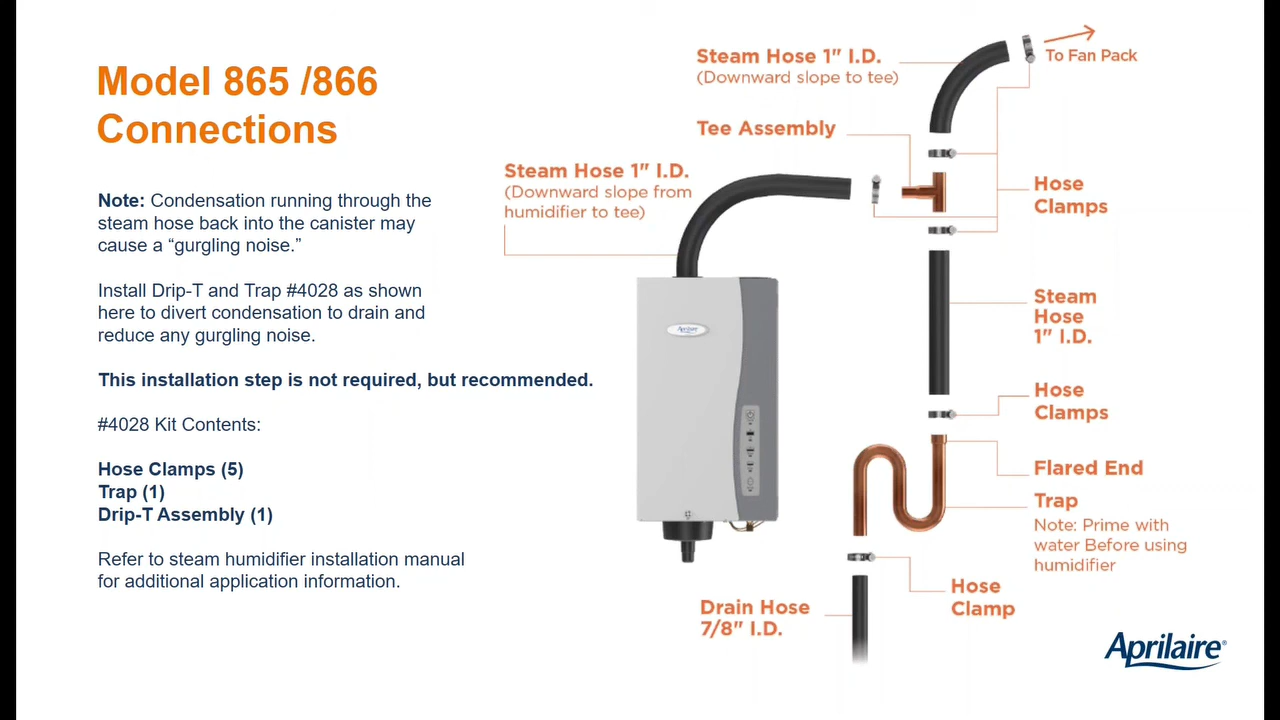 Model 865 /866
Connections
Note: Condensation running through the
steam hose back into the canister may
cause a “gurgling noise.”
Install Drip-T and Trap #4028 as shown
here to divert condensation to drain and
reduce any gurgling noise.
This installation step is not required, but recommended.
#4028 Kit Contents:
Hose Clamps (5)
Trap (1)
Drip-T Assembly (1)
Refer to steam humidifier installation manual
for additional application information.
Steam Hose 1" I.D.
(Downward slope to tee)
To Fan Pack
Tee Assembly
Steam Hose 1" I.D.
(Downward slope from
humidifier to tee)
Hose
Clamps
Steam
Hose
1" I.D.
Aprilaire
Hose
Clamps
Flared End
Trap
Note: Prime with
water Before using
humidifier
Hose
Clamp
Drain Hose
7/8" I.D.
Aprilaire®